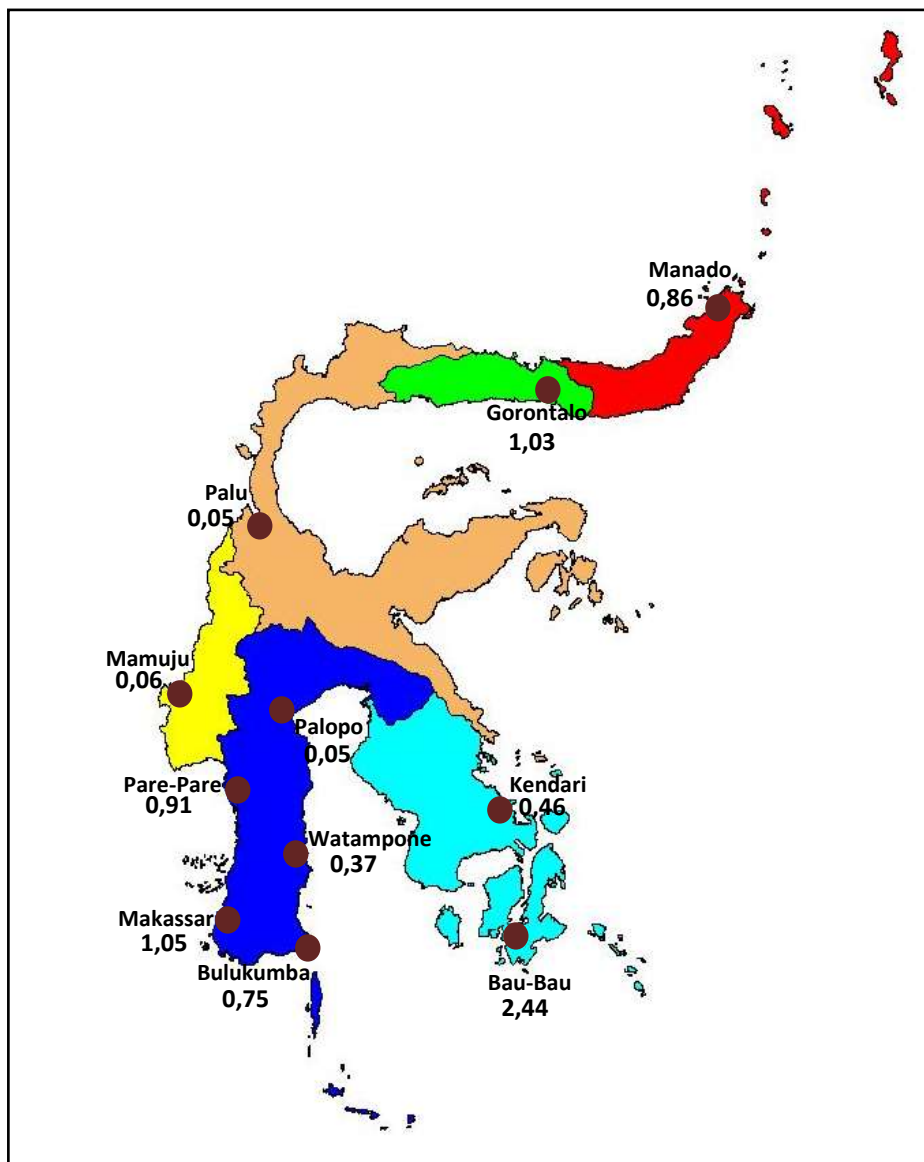 Manado
0,86
Gorontalo
1,03
Palu
0,05
Mamuju
0,06
Palopo
0,05
Pare-Pare
0,91
Kendari
0,46
Watampone
0,37
Makassar
1,05
Bulukumba
0,75
Bau-Bau
2,44